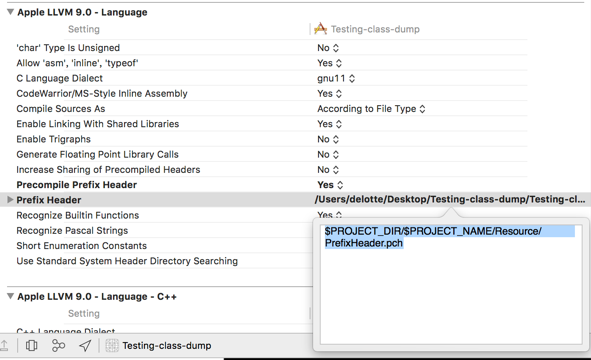 Apple LLVM 9.0 - Language
Setting Testing-class-dump
'char' Type Is Unsigned No
Allow 'asm', 'inline', 'typeof' Yes
C Language Dialect gnu11
CodeWarrior/MS-Style Inline Assembly Yes
Compile Sources As According to File Type
Enable Linking With Shared Libraries Yes
Enable Trigraphs No
Generate Floating Point Library Calls No
Increase Sharing of Precompiled Headers No
Precompile Prefix Header Yes
Prefix Header /Users/delotte/Desktop/Testing-class-dump/Testing-cl...
Recognize Builtin Functions Yes
Recognize Pascal Strings
Short Enumeration Constants
Use Standard System Header Directory Searching
$PROJECT_DIR/$PROJECT_NAME/Resource/
PrefixHeader.pch
Apple LLVM 9.0 - Language - C++
Setting
C++ Language Dialect
Testing-class-dump